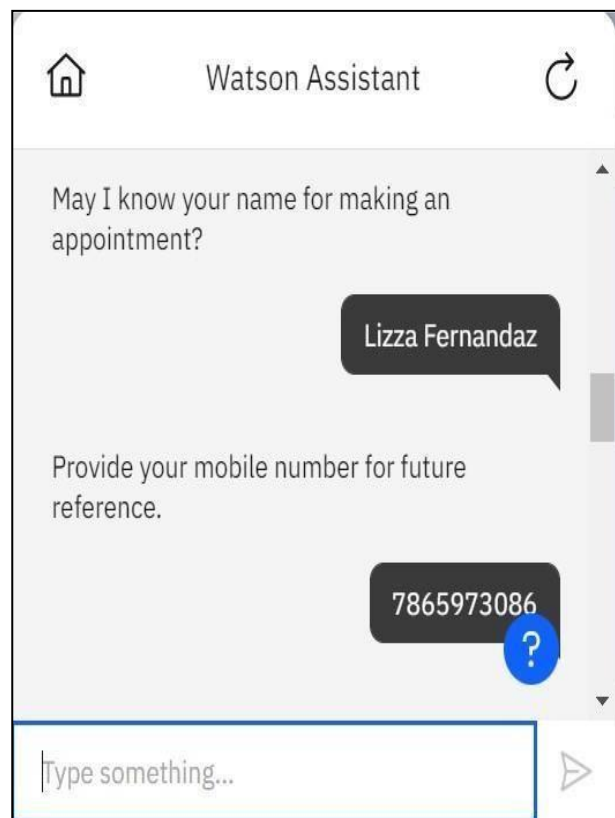 Watson Assistant
May I know your name for making an
appointment?
Lizza Fernandaz
Provide your mobile number for future
reference.
7865973086
?
Type something...